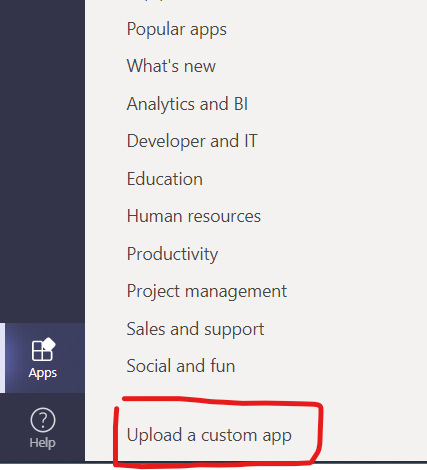 Popular apps
What's new
Analytics and BI
Developer and IT
Education
Human resources
Productivity
Project management
Sales and support
Social and fun
Upload a custom app
Apps
Help